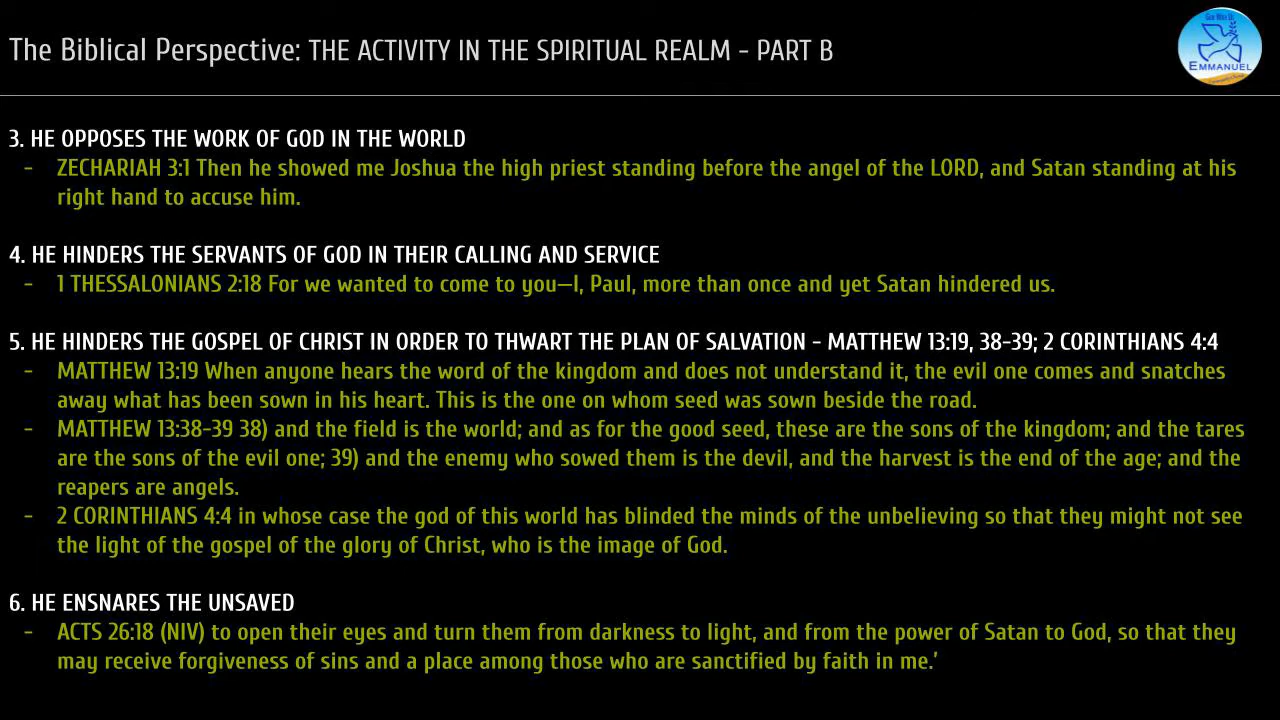 The Biblical Perspective: THE ACTIVITY IN THE SPIRITUAL REALM - PART B
God With Us
EMMANUEL
3. HE OPPOSES THE WORK OF GOD IN THE WORLD
- ZECHARIAH 3:1 Then he showed me Joshua the high priest standing before the angel of the LORD, and Satan standing at his
right hand to accuse him.
4. HE HINDERS THE SERVANTS OF GOD IN THEIR CALLING AND SERVICE
- 1 THESSALONIANS 2:18 For we wanted to come to you—I, Paul, more than once and yet Satan hindered us.
5. HE HINDERS THE GOSPEL OF CHRIST IN ORDER TO THWART THE PLAN OF SALVATION - MATTHEW 13:19, 38-39; 2 CORINTHIANS 4:4
- MATTHEW 13:19 When anyone hears the word of the kingdom and does not understand it, the evil one comes and snatches
away what has been sown in his heart. This is the one on whom seed was sown beside the road.
- MATTHEW 13:38-39 38) and the field is the world; and as for the good seed, these are the sons of the kingdom; and the tares
are the sons of the evil one; 39) and the enemy who sowed them is the devil, and the harvest is the end of the age; and the
reapers are angels.
- 2 CORINTHIANS 4:4 in whose case the god of this world has blinded the minds of the unbelieving so that they might not see
the light of the gospel of the glory of Christ, who is the image of God.
6. HE ENSNARES THE UNSAVED
- ACTS 26:18 (NIV) to open their eyes and turn them from darkness to light, and from the power of Satan to God, so that they
may receive forgiveness of sins and a place among those who are sanctified by faith in me.’